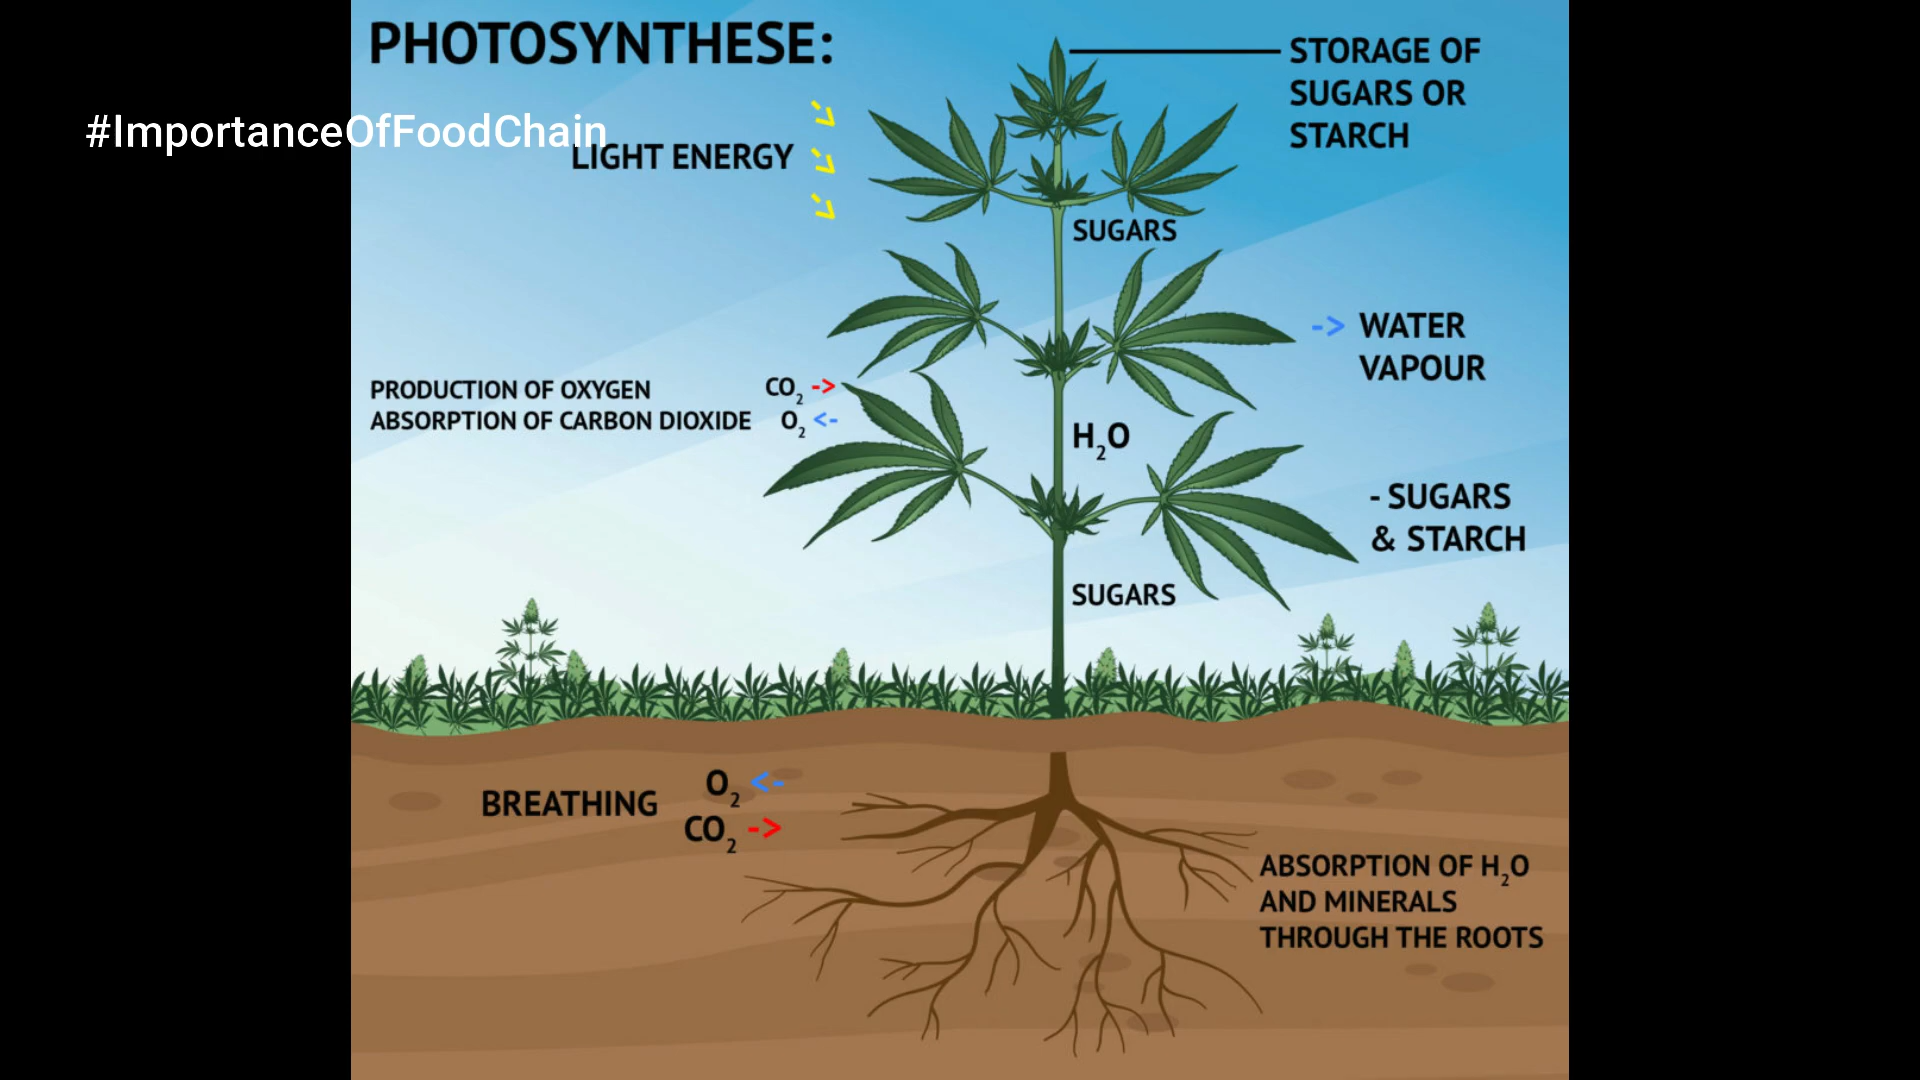 PHOTOSYNTHESE:
#ImportanceOfFoodChain
LIGHT ENERGY
STORAGE OF
SUGARS OR
STARCH
SUGARS
WATER
VAPOUR
PRODUCTION OF OXYGEN
ABSORPTION OF CARBON DIOXIDE
CO₂ ->
O₂ <-
H₂O
- SUGARS
& STARCH
SUGARS
BREATHING
O₂ <-
CO₂ ->
ABSORPTION OF H₂O
AND MINERALS
THROUGH THE ROOTS